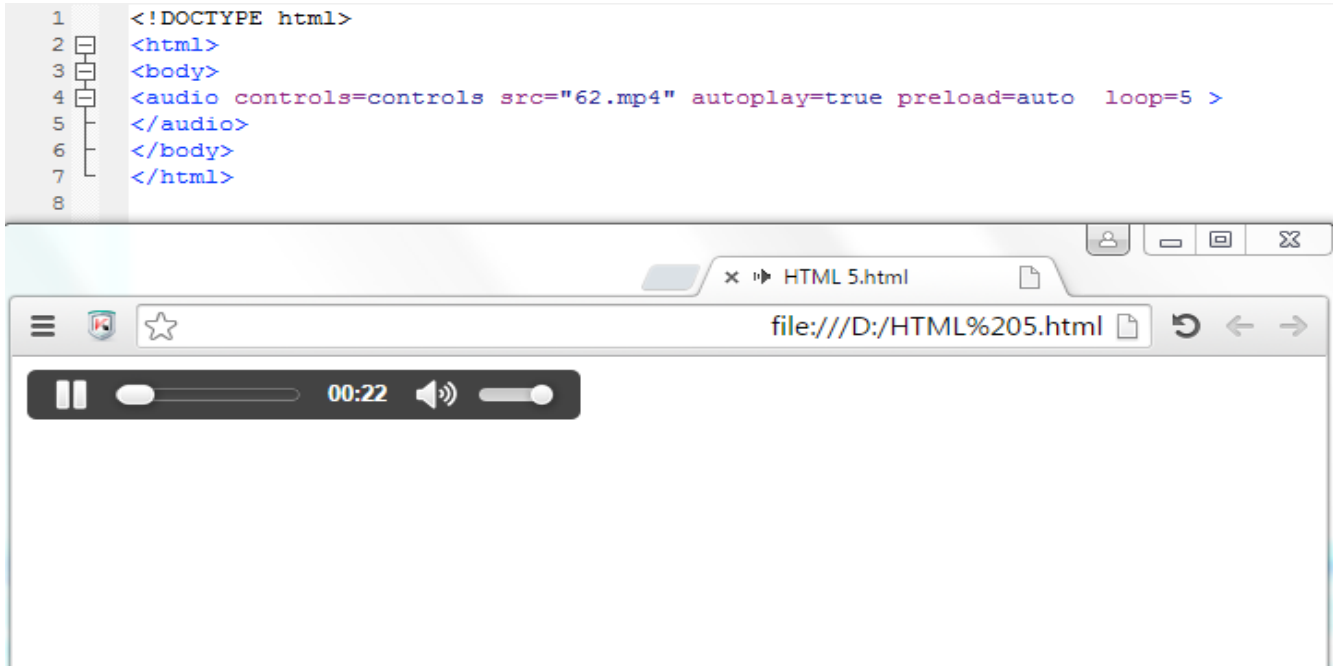 1 <!DOCTYPE html>
2 <html>
3 <body>
4 <audio controls=controls src="62.mp4" autoplay=true preload=auto  loop=5 >
5 </audio>
6 </body>
7 </html>
8
HTML 5.html
file:///D:/HTML%205.html
00:22